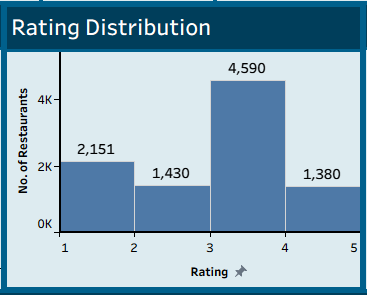 Rating Distribution
No. of Restaurants
4K
2K
0K
2,151
1,430
4,590
1,380
1 2 3 4 5
Rating